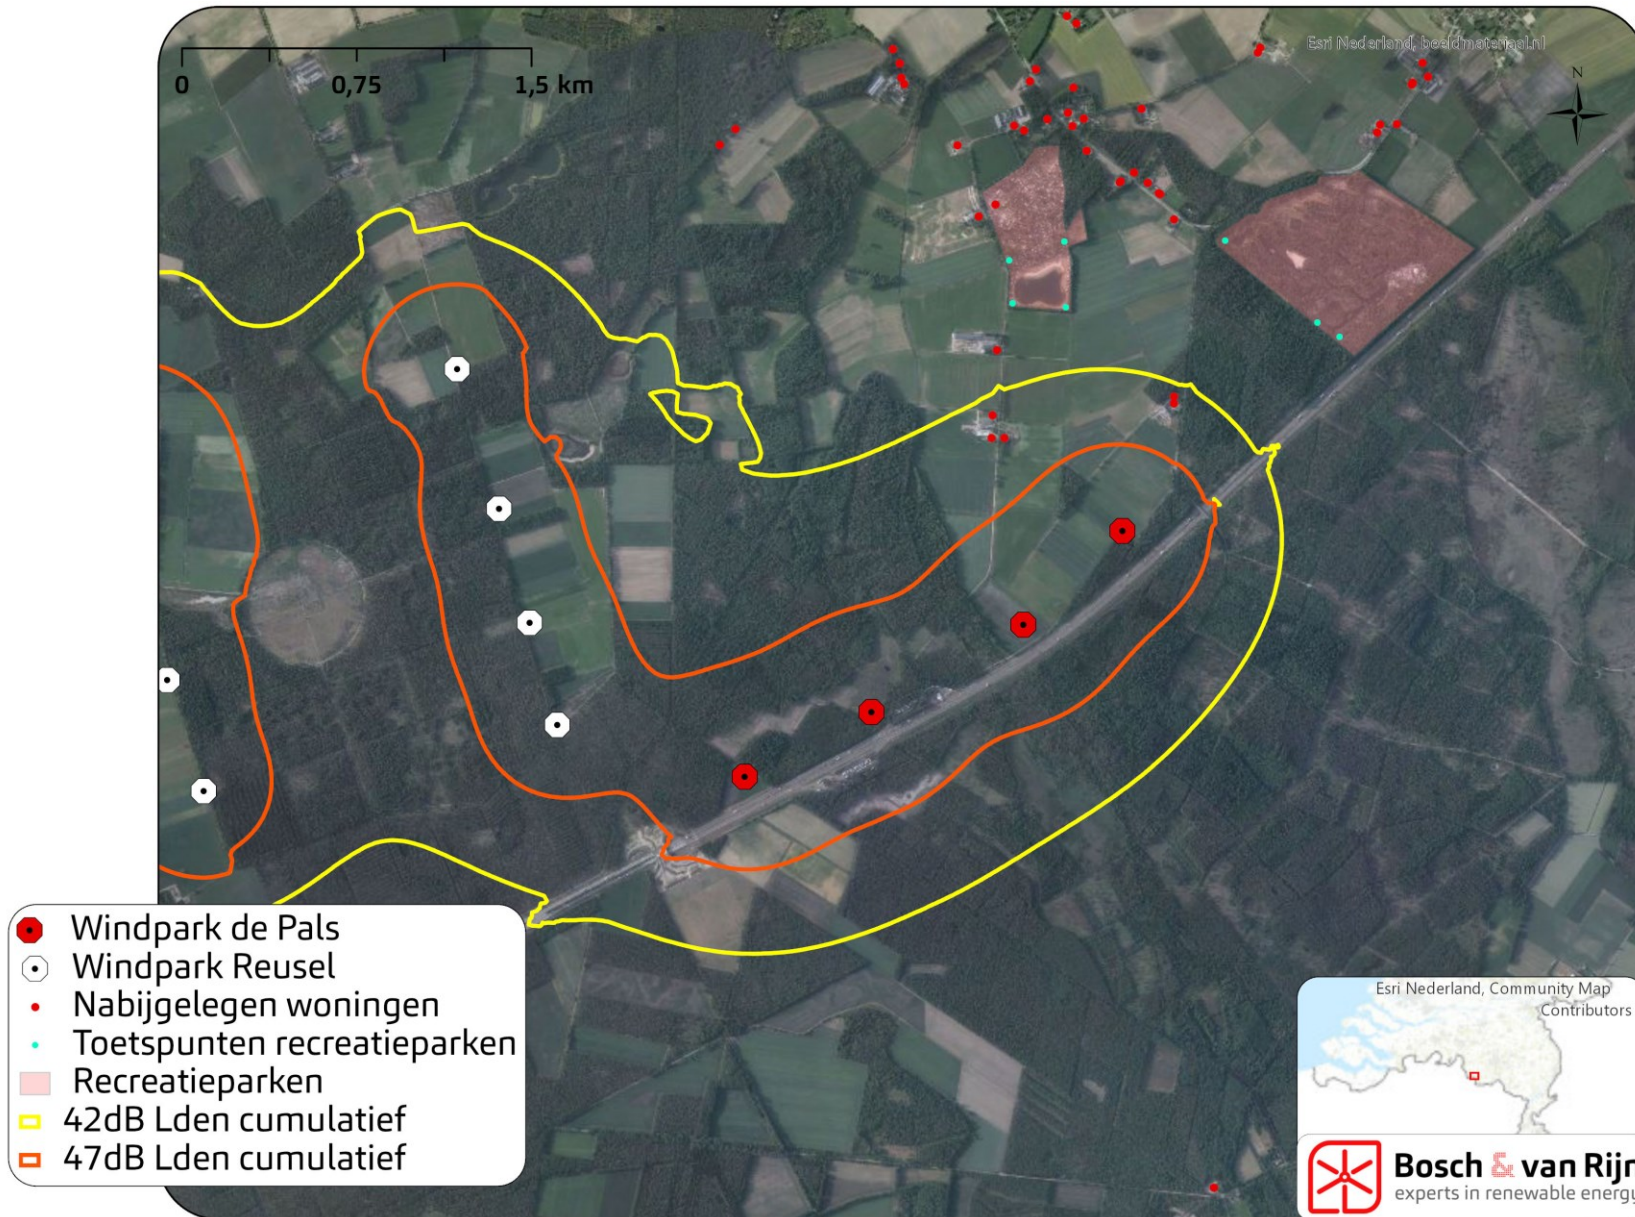 Esri Nederland, beeldmateriaal.nl
0 0,75 1,5 km
N
Windpark de Pals
Windpark Reusel
Nabijgelegen woningen
Toetspunten recreatieparken
Recreatieparken
42dB Lden cumulatief
47dB Lden cumulatief
Esri Nederland, Community Map
Contributors
Bosch & van Rijn
experts in renewable energy